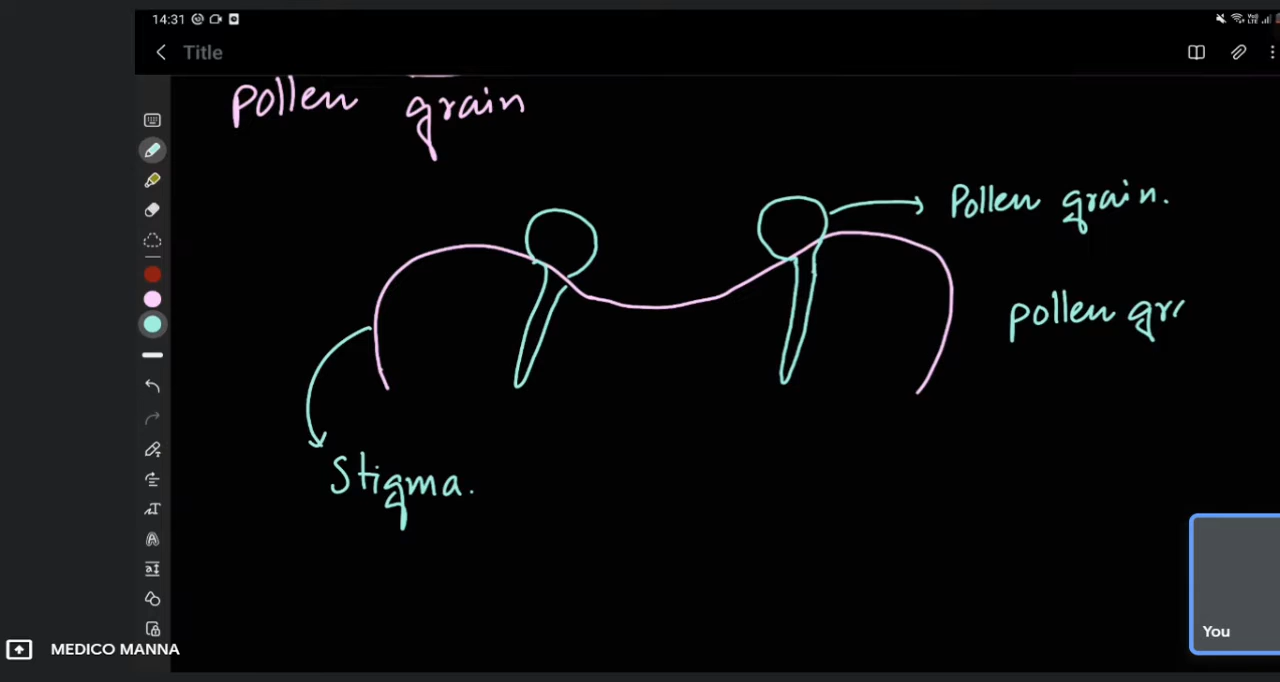 14:31
Title
Pollen grain
Pollen grain.
pollen gr
Stigma.
You
MEDICO MANNA